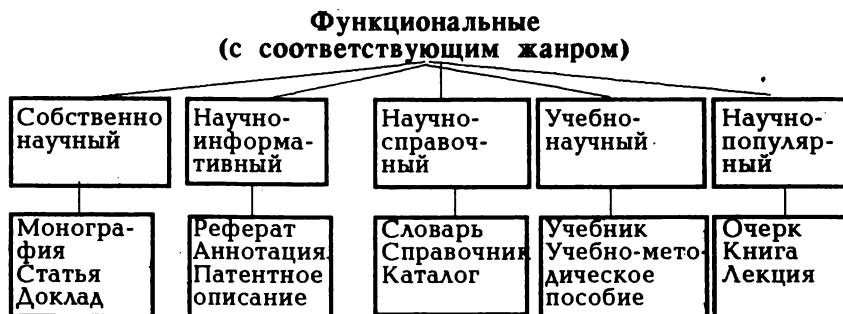 Функциональные
(с соответствующим жанром)
Собственно
научный
Научно-
информа-
тивный
Научно-
справоч-
ный
Учебно-
научный
Научно-
популяр-
ный
Моногра-
фия
Статья
Доклад
Реферат
Аннотация
Патентное
описание
Словарь
Справочник
Каталог
Учебник
Учебно-мето-
дическое
пособие
Очерк
Книга
Лекция